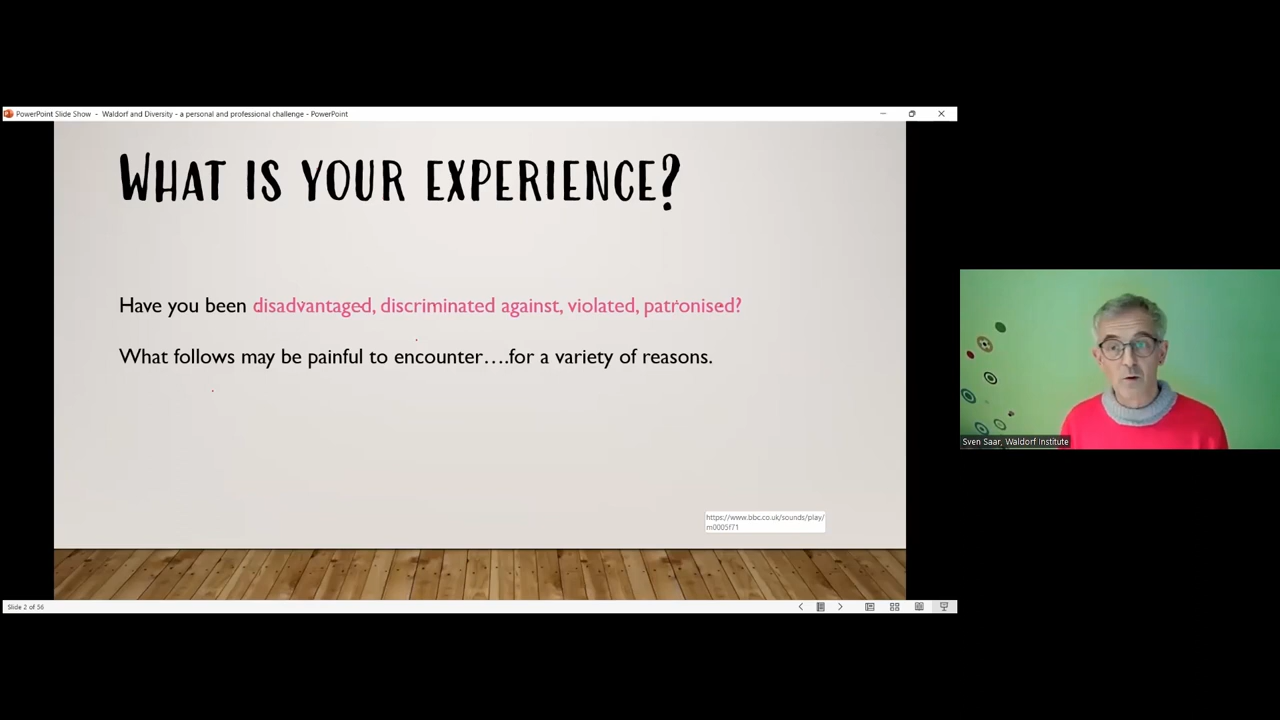 PowerPoint Slide Show - Waldorf and Diversity - a personal and professional challenge - PowerPoint
WHAT IS YOUR EXPERIENCE?
Have you been disadvantaged, discriminated against, violated, patronised?
What follows may be painful to encounter....for a variety of reasons.
https://www.bbc.co.uk/sounds/play/
m0005f71
Sven Saar, Waldorf Institute
Slide 2 of 56